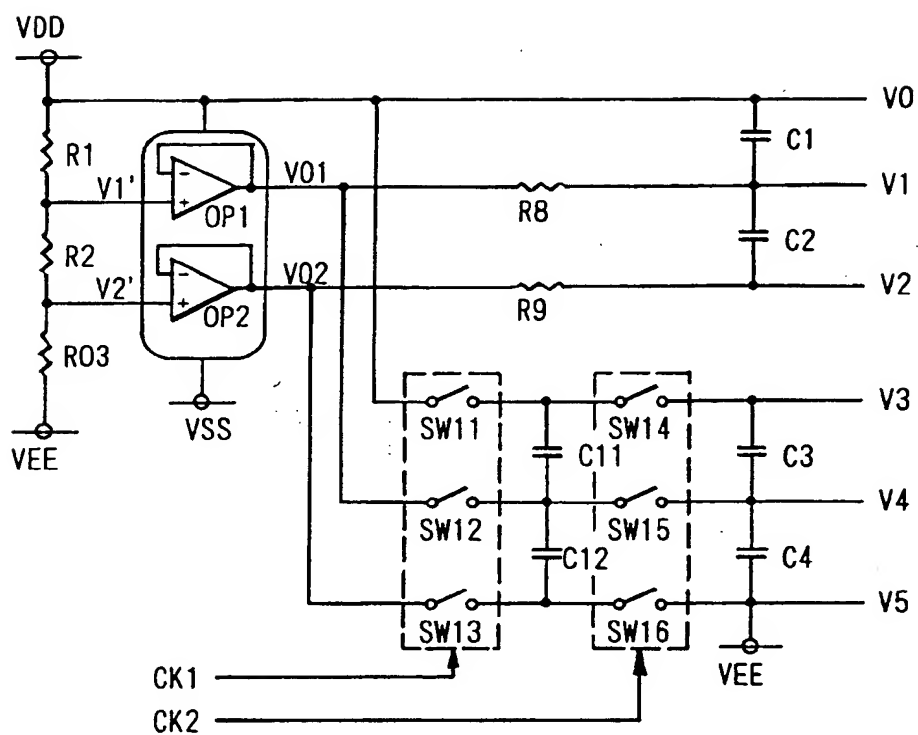 VDD
V0
R1
C1
V1'
OP1
V01
V1
R8
R2
C2
V2'
OP2
V02
V2
R9
R03
VSS
VEE
V3
SW11
SW14
C11
C3
V4
SW12
SW15
C12
C4
V5
SW13
SW16
VEE
CK1
CK2